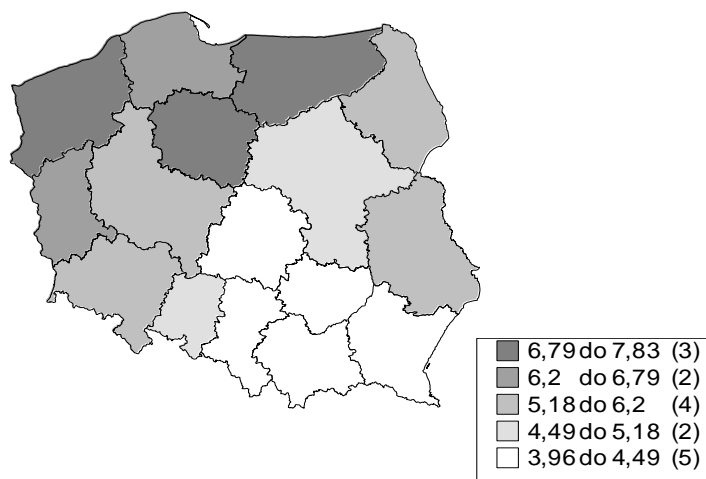 6,79 do 7,83 (3)
6,2 do 6,79 (2)
5,18 do 6,2 (4)
4,49 do 5,18 (2)
3,96 do 4,49 (5)